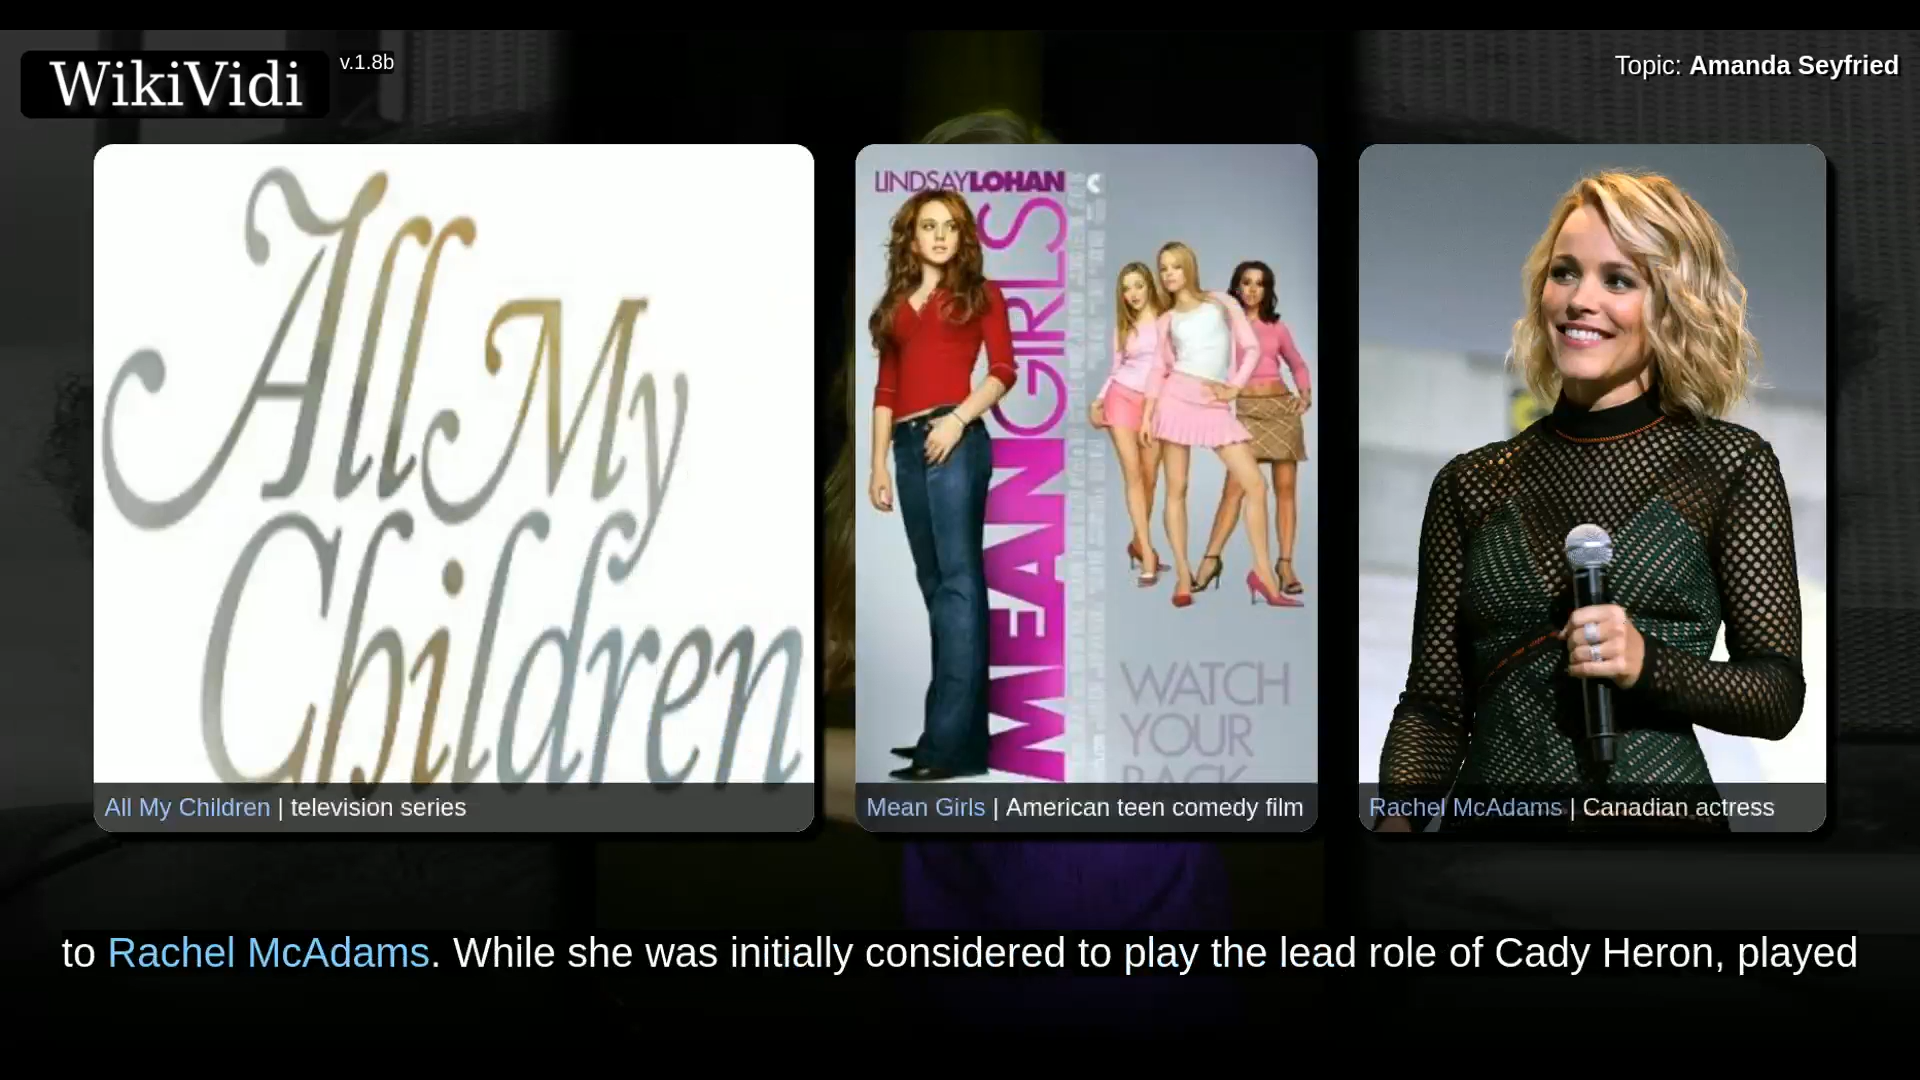 WikiVidi
v.1.8b
Topic: Amanda Seyfried
All My
Children
LINDSAY LOHAN
MEAN GIRLS
WATCH
YOUR
BACK
All My Children | television series
Mean Girls | American teen comedy film
Rachel McAdams | Canadian actress
to Rachel McAdams. While she was initially considered to play the lead role of Cady Heron, played